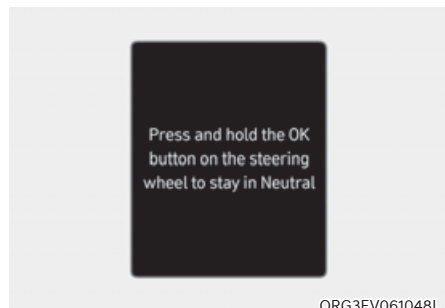 Press and hold the OK
button on the steering
wheel to stay in Neutral
ORG3EV061048L